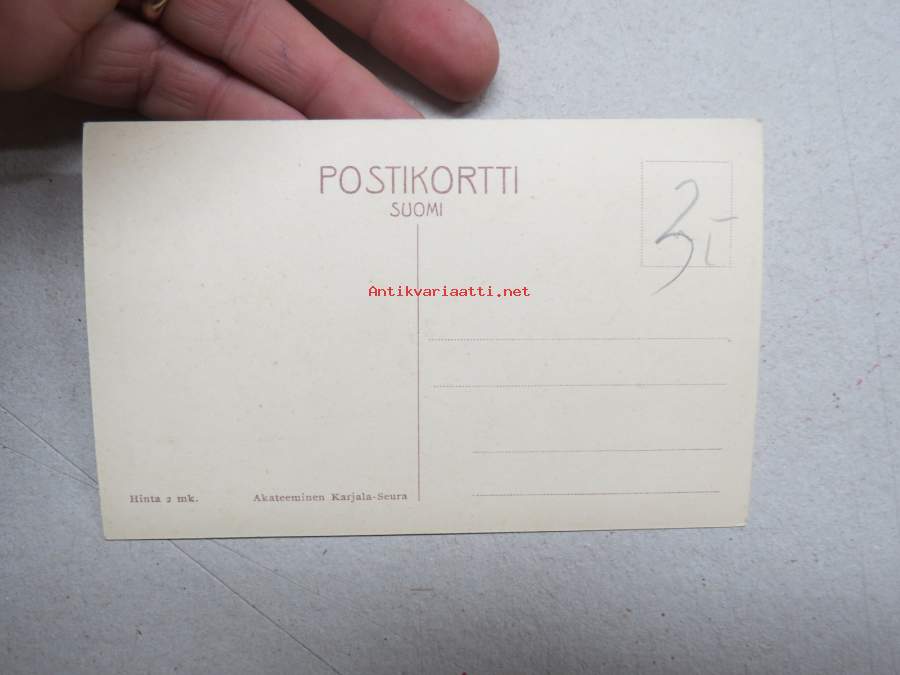 POSTIKORTTI
SUOMI
3,-
Antikvariaatti.net
Hinta 2 mk.
Akateeminen Karjala-Seura